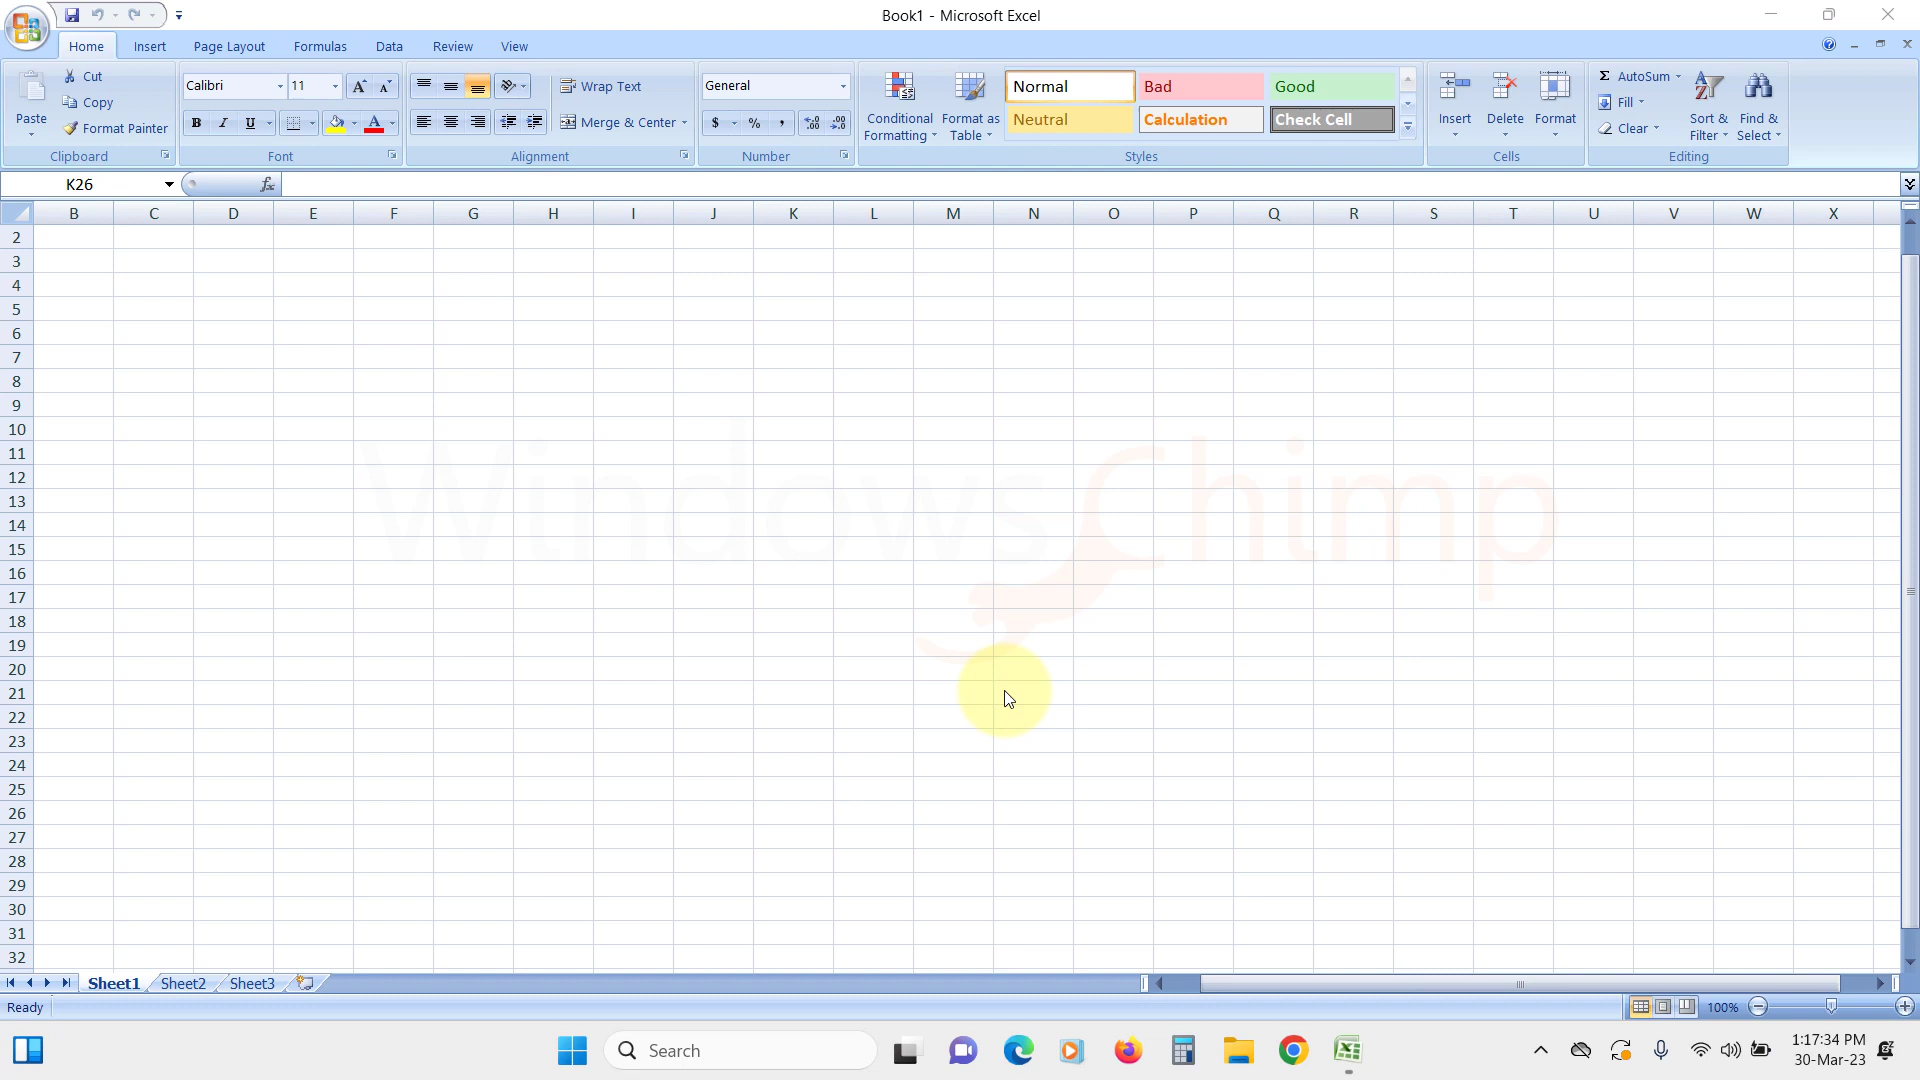 Book1 - Microsoft Excel
Home Insert Page Layout Formulas Data Review View
Paste
Cut
Copy
Format Painter
Clipboard
Calibri 11
B I U
Font
Wrap Text
Merge & Center
Alignment
General
$ % ,
Number
Conditional Formatting
Format as Table
Normal Bad Good
Neutral Calculation Check Cell
Styles
Insert Delete Format
Cells
Σ AutoSum
Fill
Clear
Sort & Filter
Find & Select
Editing
K26 fx
B C D E F G H I J K L M N O P Q R S T U V W X
2
3
4
5
6
7
8
9
10
11
12
13
14
15
16
17
18
19
20
21
22
23
24
25
26
27
28
29
30
31
32
WindowsChimp
Sheet1 Sheet2 Sheet3
Ready 100%
Search
1:17:34 PM
30-Mar-23